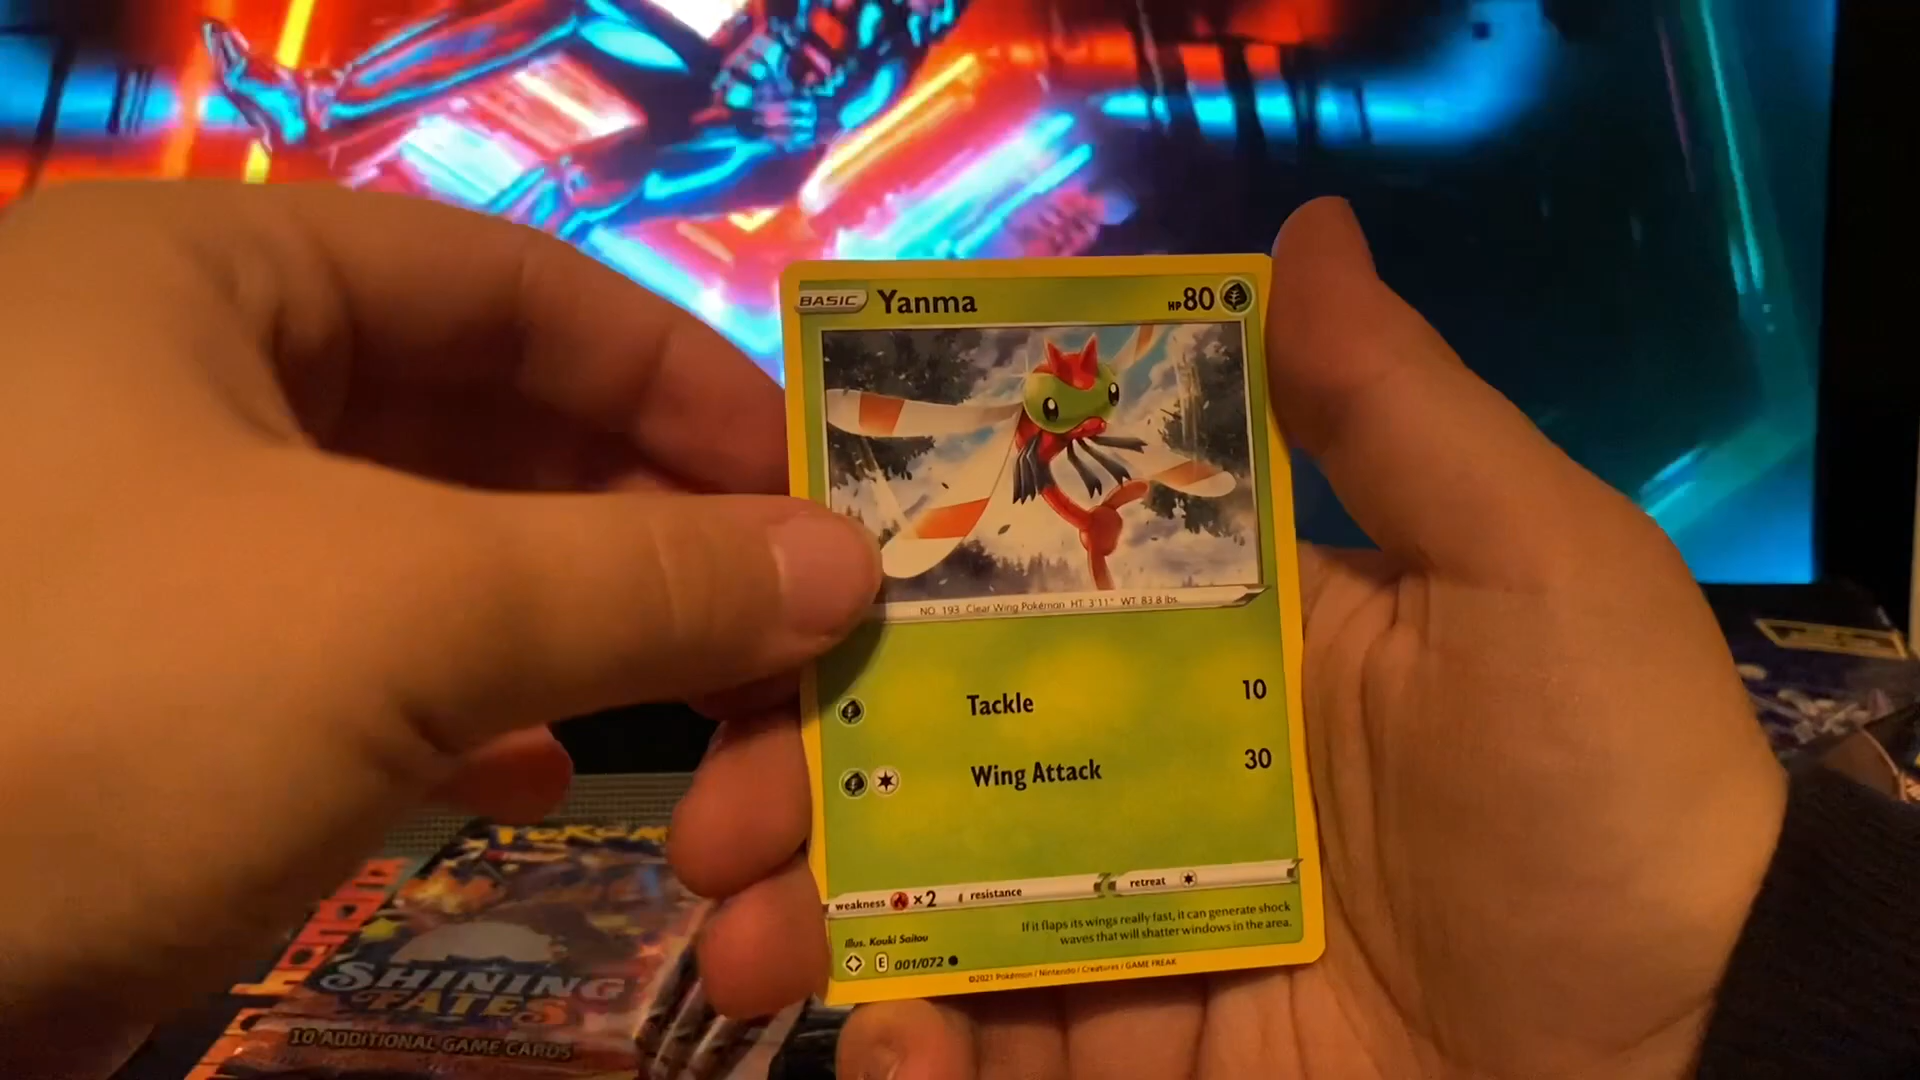 BASIC Yanma HP80
NO. 193 Clear Wing Pokémon HT: 3'11" WT: 83.8 lbs.
Tackle 10
Wing Attack 30
weakness ×2 resistance retreat
If it flaps its wings really fast, it can generate shock
waves that will shatter windows in the area.
Illus. Kouki Saitou
E 001/072
©2021 Pokémon / Nintendo / Creatures / GAME FREAK
SHINING
FATES
10 ADDITIONAL GAME CARDS